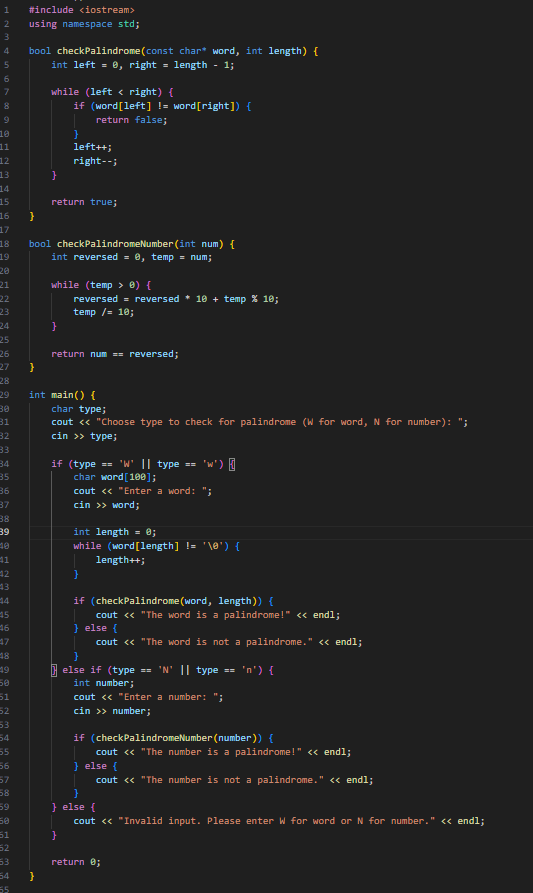 1 #include <iostream>
2 using namespace std;
3
4 bool checkPalindrome(const char* word, int length) {
5     int left = 0, right = length - 1;
6
7     while (left < right) {
8         if (word[left] != word[right]) {
9             return false;
10         }
11         left++;
12         right--;
13     }
14
15     return true;
16 }
17
18 bool checkPalindromeNumber(int num) {
19     int reversed = 0, temp = num;
20
21     while (temp > 0) {
22         reversed = reversed * 10 + temp % 10;
23         temp /= 10;
24     }
25
26     return num == reversed;
27 }
28
29 int main() {
30     char type;
31     cout << "Choose type to check for palindrome (W for word, N for number): ";
32     cin >> type;
33
34     if (type == 'W' || type == 'w') {
35         char word[100];
36         cout << "Enter a word: ";
37         cin >> word;
38
39         int length = 0;
40         while (word[length] != '\0') {
41             length++;
42         }
43
44         if (checkPalindrome(word, length)) {
45             cout << "The word is a palindrome!" << endl;
46         } else {
47             cout << "The word is not a palindrome." << endl;
48         }
49     } else if (type == 'N' || type == 'n') {
50         int number;
51         cout << "Enter a number: ";
52         cin >> number;
53
54         if (checkPalindromeNumber(number)) {
55             cout << "The number is a palindrome!" << endl;
56         } else {
57             cout << "The number is not a palindrome." << endl;
58         }
59     } else {
60         cout << "Invalid input. Please enter W for word or N for number." << endl;
61     }
62
63     return 0;
64 }
65